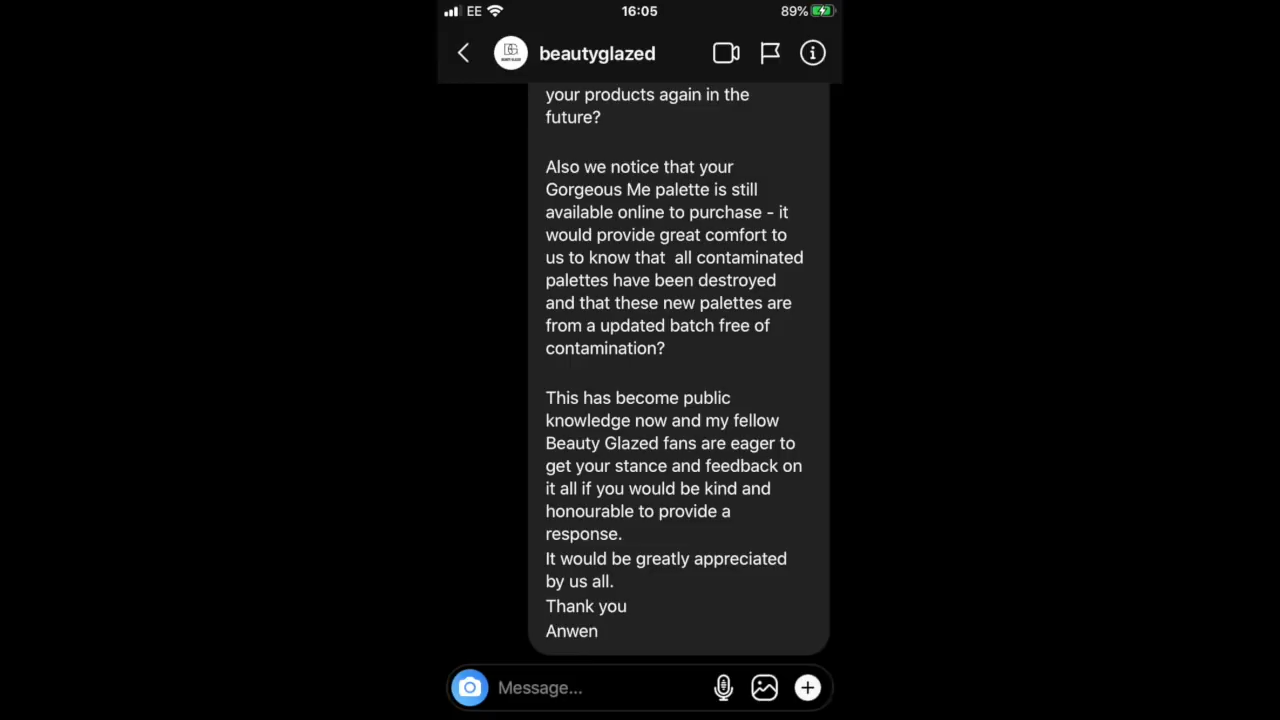 EE
16:05
89%
beautyglazed
your products again in the
future?
Also we notice that your
Gorgeous Me palette is still
available online to purchase - it
would provide great comfort to
us to know that  all contaminated
palettes have been destroyed
and that these new palettes are
from a updated batch free of
contamination?
This has become public
knowledge now and my fellow
Beauty Glazed fans are eager to
get your stance and feedback on
it all if you would be kind and
honourable to provide a
response.
It would be greatly appreciated
by us all.
Thank you
Anwen
Message...